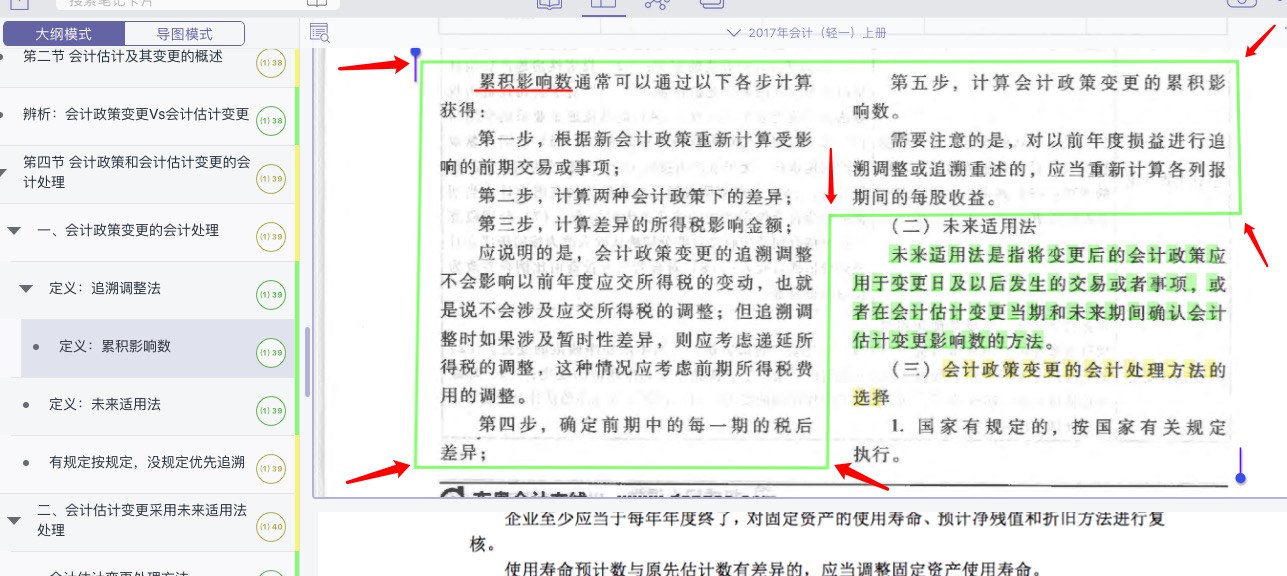 搜索笔记卡片
大纲模式
导图模式
2017年会计（轻一）上册
第二节 会计估计及其变更的概述
(1) 38
辨析：会计政策变更Vs会计估计变更
(1) 38
第四节 会计政策和会计估计变更的会
计处理
(1) 39
一、会计政策变更的会计处理
(1) 39
定义：追溯调整法
(1) 39
定义：累积影响数
(1) 39
定义：未来适用法
(1) 39
有规定按规定，没规定优先追溯
(1) 39
二、会计估计变更采用未来适用法
处理
(1) 40
会计估计变更处理方法
累积影响数通常可以通过以下各步计算
获得：
第一步，根据新会计政策重新计算受影
响的前期交易或事项；
第二步，计算两种会计政策下的差异；
第三步，计算差异的所得税影响金额；
应说明的是，会计政策变更的追溯调整
不会影响以前年度应交所得税的变动，也就
是说不会涉及应交所得税的调整；但追溯调
整时如果涉及暂时性差异，则应考虑递延所
得税的调整，这种情况应考虑前期所得税费
用的调整。
第四步，确定前期中的每一期的税后
差异；
第五步，计算会计政策变更的累积影
响数。
需要注意的是，对以前年度损益进行追
溯调整或追溯重述的，应当重新计算各列报
期间的每股收益。
（二）未来适用法
未来适用法是指将变更后的会计政策应
用于变更日及以后发生的交易或者事项，或
者在会计估计变更当期和未来期间确认会计
估计变更影响数的方法。
（三）会计政策变更的会计处理方法的
选择
1. 国家有规定的，按国家有关规定
执行。
企业至少应当于每年年度终了，对固定资产的使用寿命、预计净残值和折旧方法进行复
核。
使用寿命预计数与原先估计数有差异的，应当调整固定资产使用寿命。